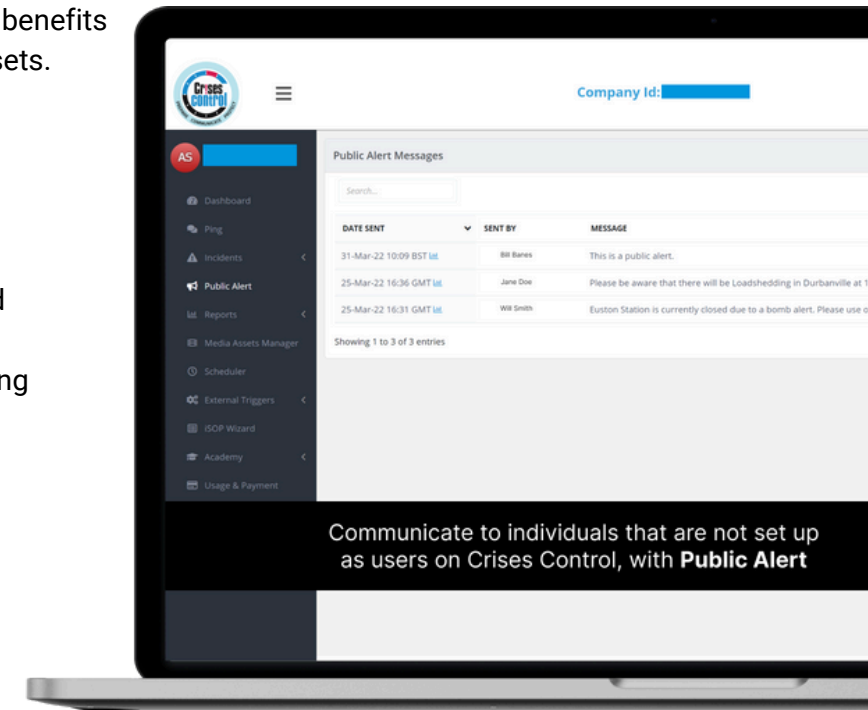 benefits
sets.
d
ng
Crises
Control
Company Id:
AS
Dashboard
Ping
Incidents
Public Alert
Reports
Media Assets Manager
Scheduler
External Triggers
iSOP Wizard
Academy
Usage & Payment
Public Alert Messages
Search...
DATE SENT SENT BY MESSAGE
31-Mar-22 10:09 BST Bill Banes This is a public alert.
25-Mar-22 16:36 GMT Jane Doe Please be aware that there will be Loadshedding in Durbanville at 1
25-Mar-22 16:31 GMT Will Smith Euston Station is currently closed due to a bomb alert. Please use o
Showing 1 to 3 of 3 entries
Communicate to individuals that are not set up
as users on Crises Control, with Public Alert